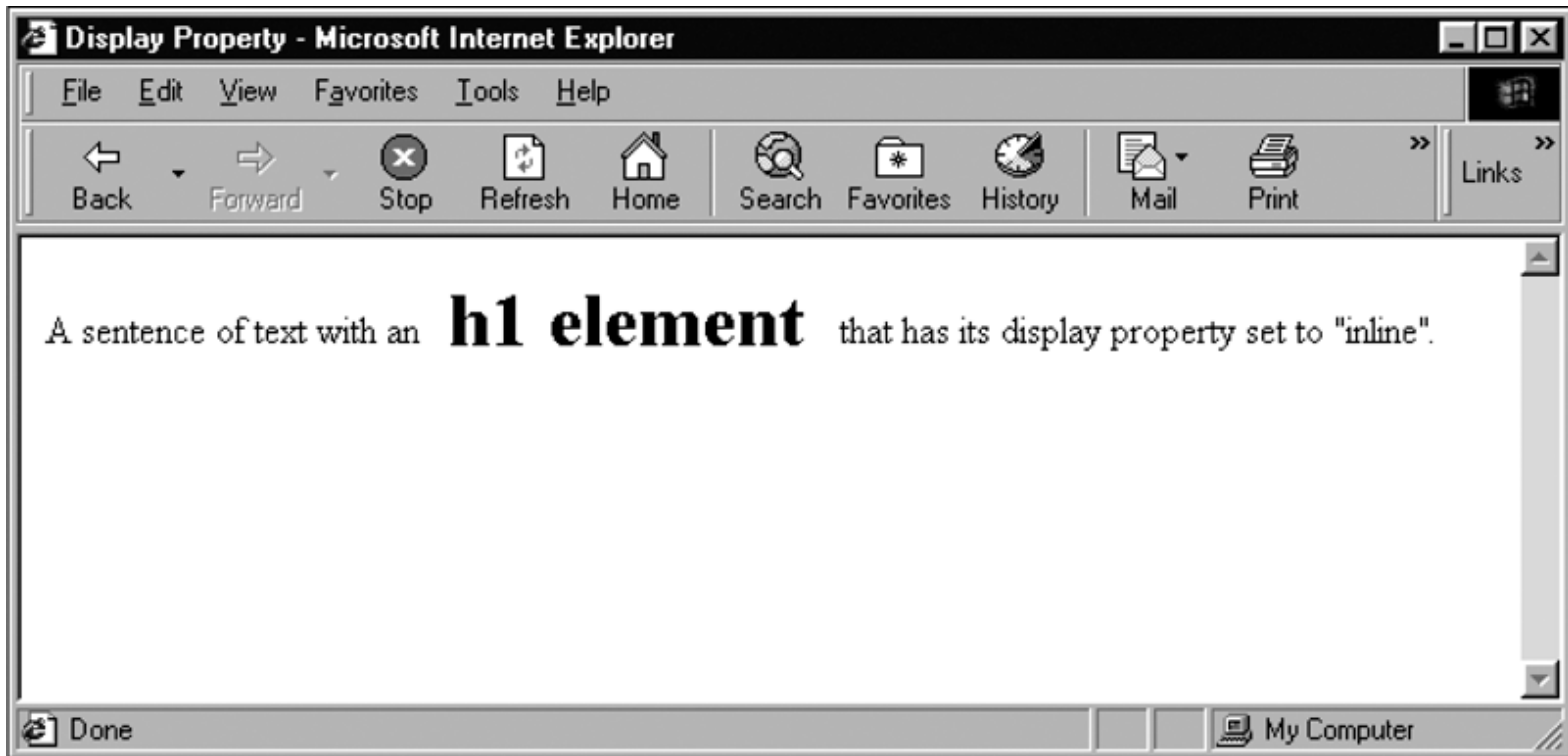 Display Property - Microsoft Internet Explorer
File Edit View Favorites Tools Help
Back Forward Stop Refresh Home Search Favorites History Mail Print » Links »
A sentence of text with an h1 element that has its display property set to "inline".
Done My Computer